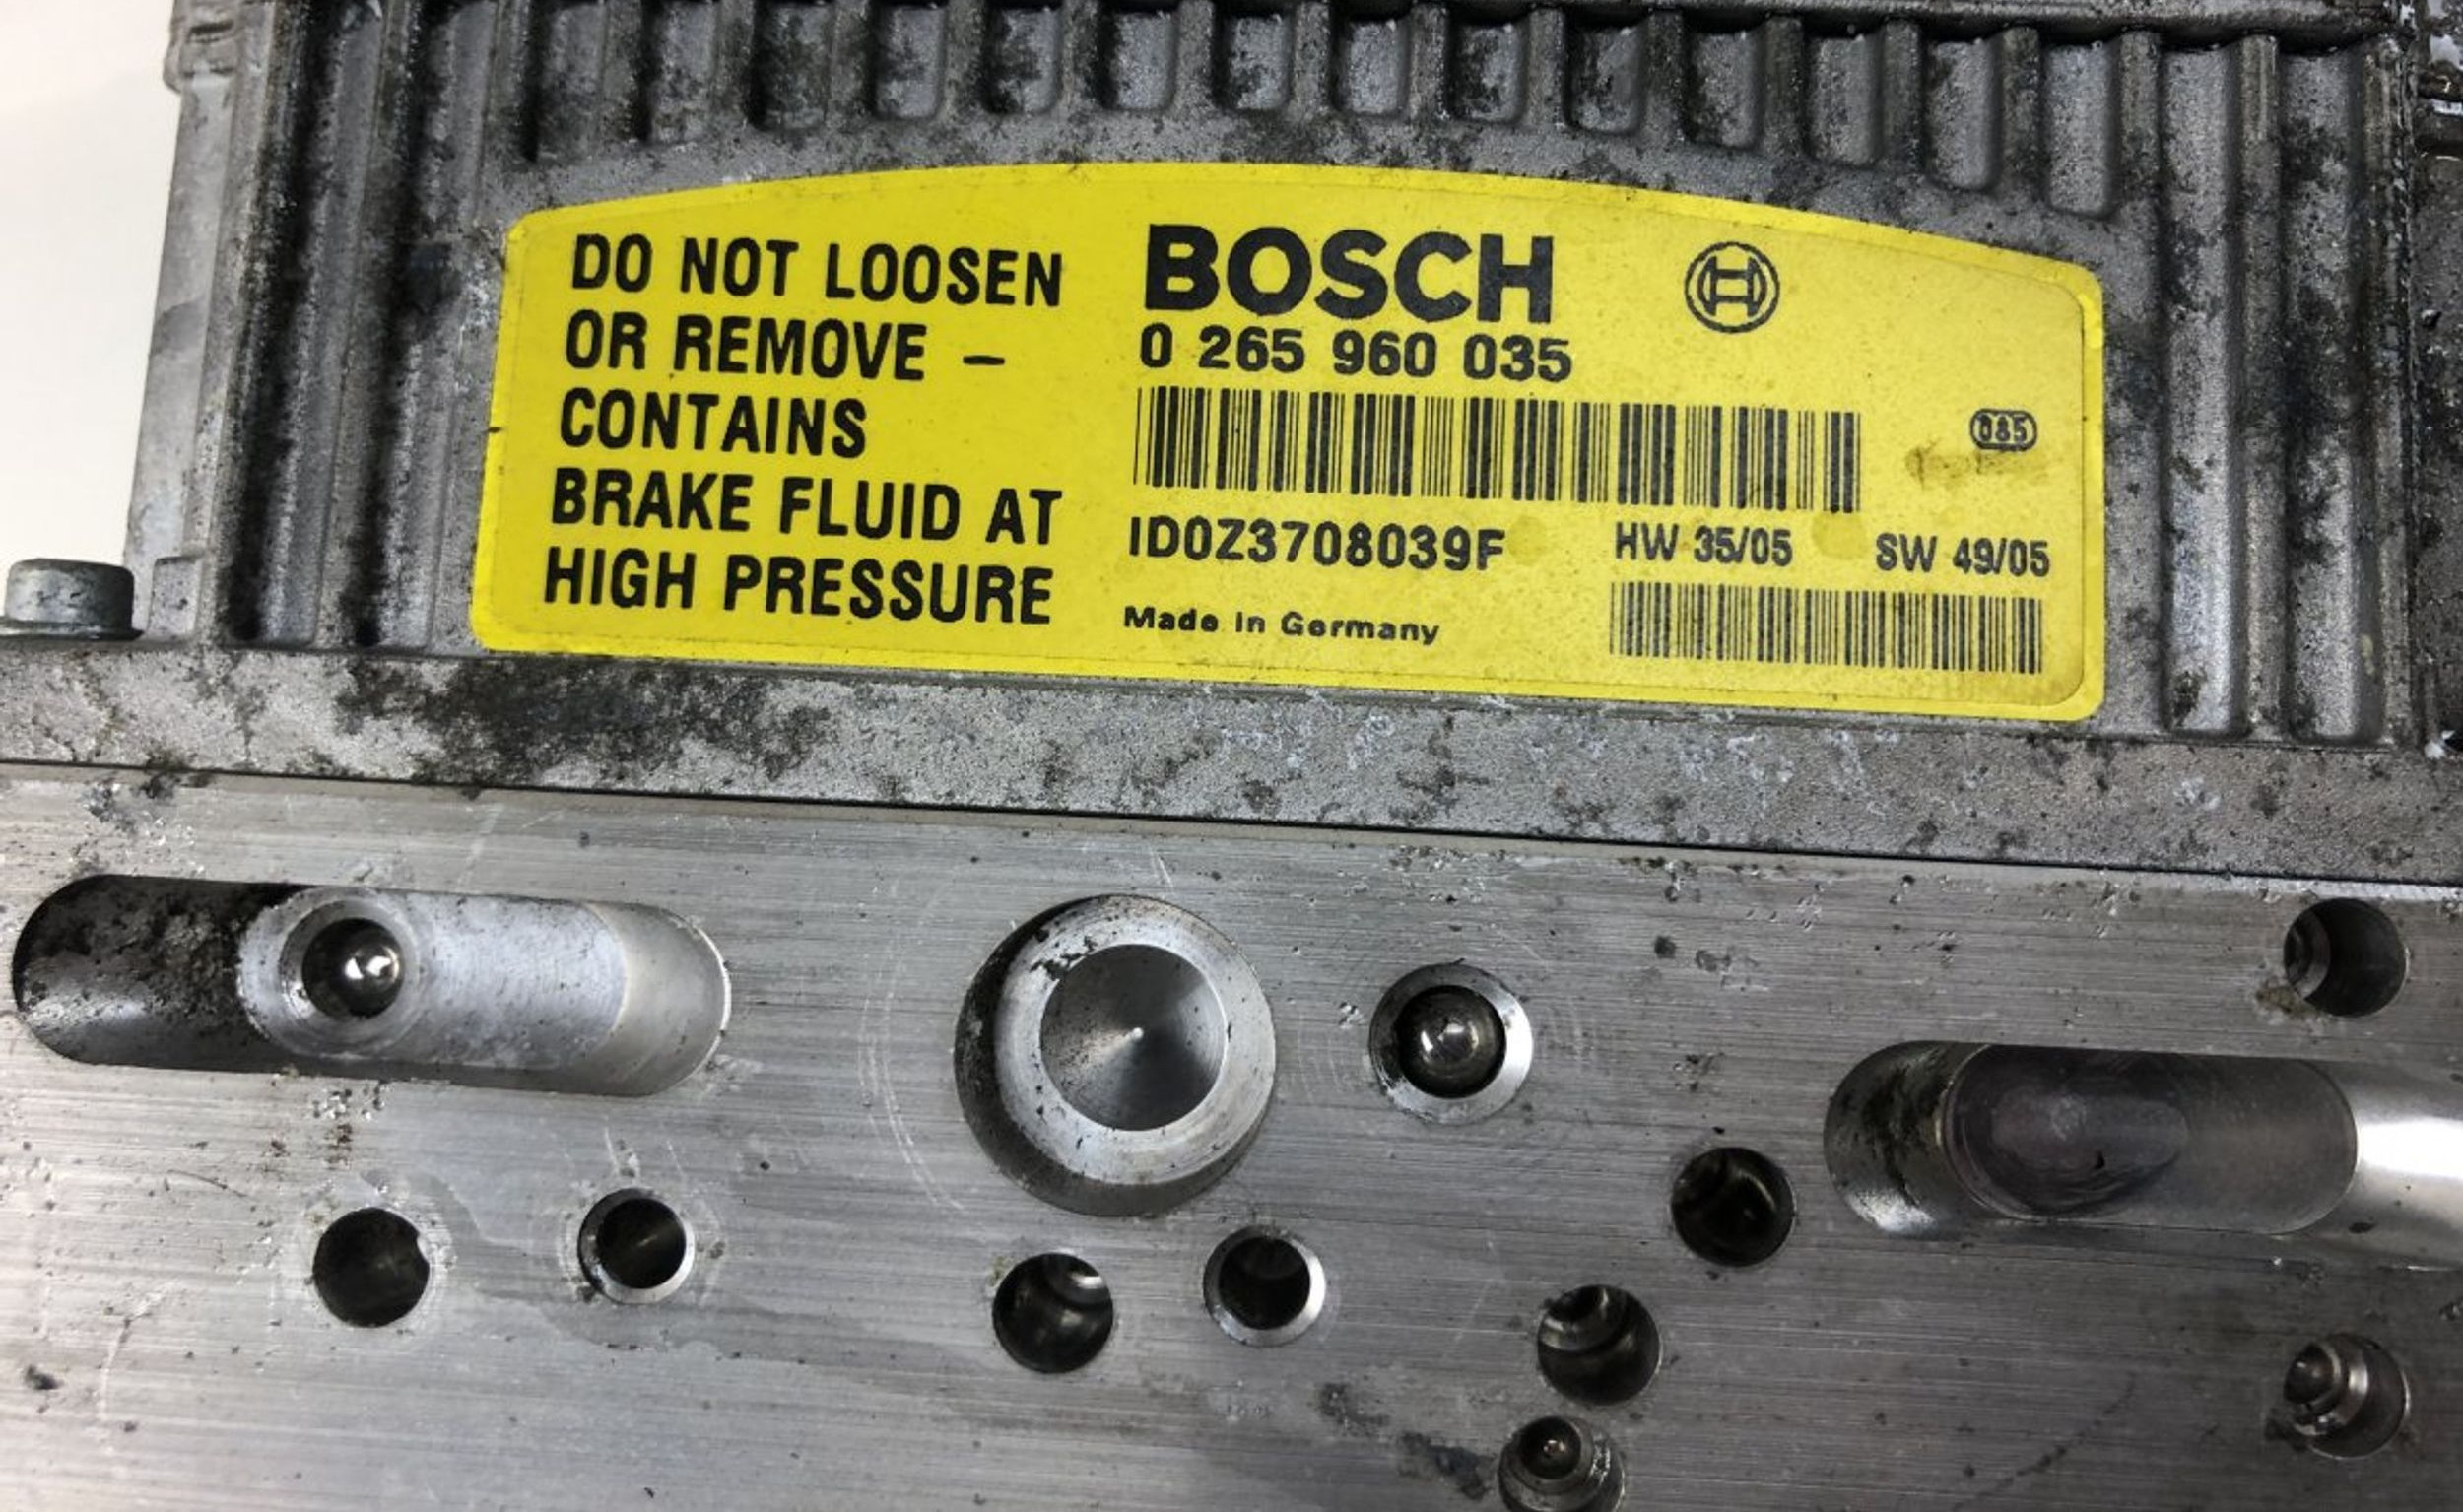 DO NOT LOOSEN
OR REMOVE –
CONTAINS
BRAKE FLUID AT
HIGH PRESSURE
BOSCH
0 265 960 035
085
ID0Z3708039F
HW 35/05
SW 49/05
Made in Germany